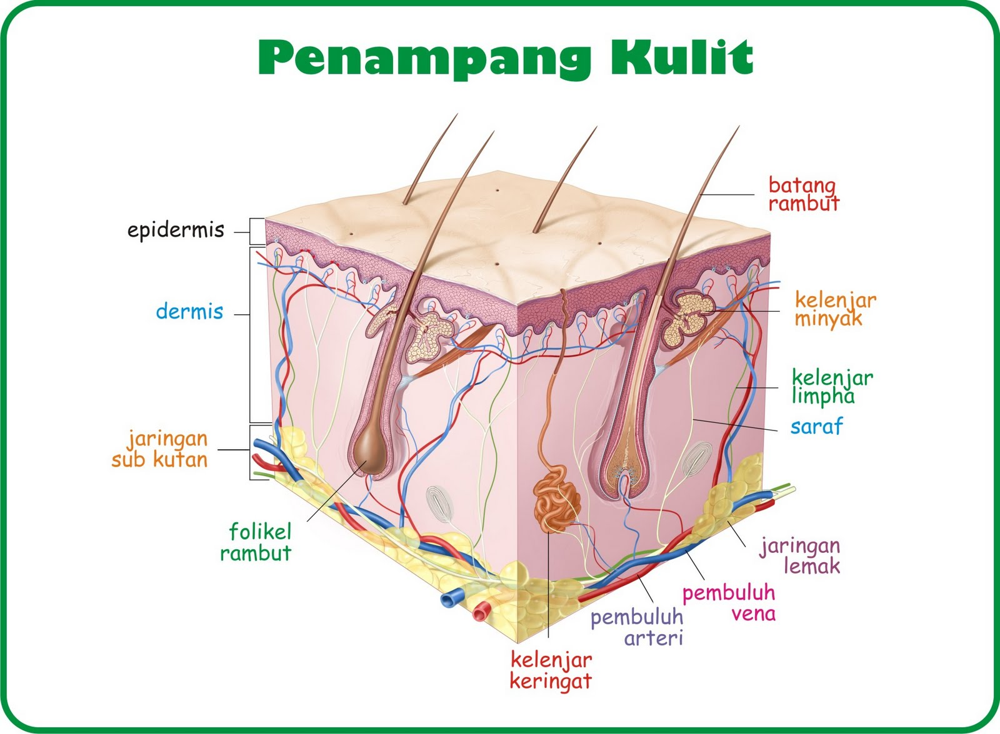 Penampang Kulit
batang
rambut
epidermis
kelenjar
minyak
dermis
kelenjar
limpha
saraf
jaringan
sub kutan
folikel
rambut
jaringan
lemak
pembuluh
vena
pembuluh
arteri
kelenjar
keringat